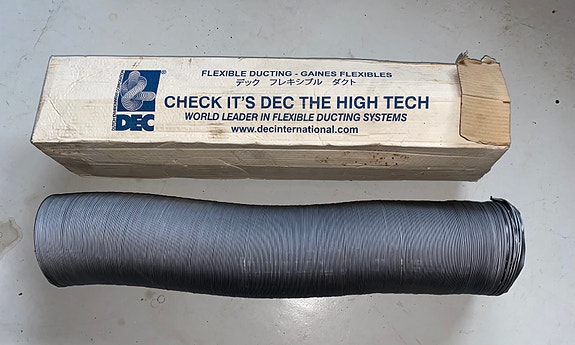 FLEXIBLE DUCTING - GAINES FLEXIBLES
デック フレキシブル ダクト
CHECK IT'S DEC THE HIGH TECH
WORLD LEADER IN FLEXIBLE DUCTING SYSTEMS
www.decinternational.com
®
DEC